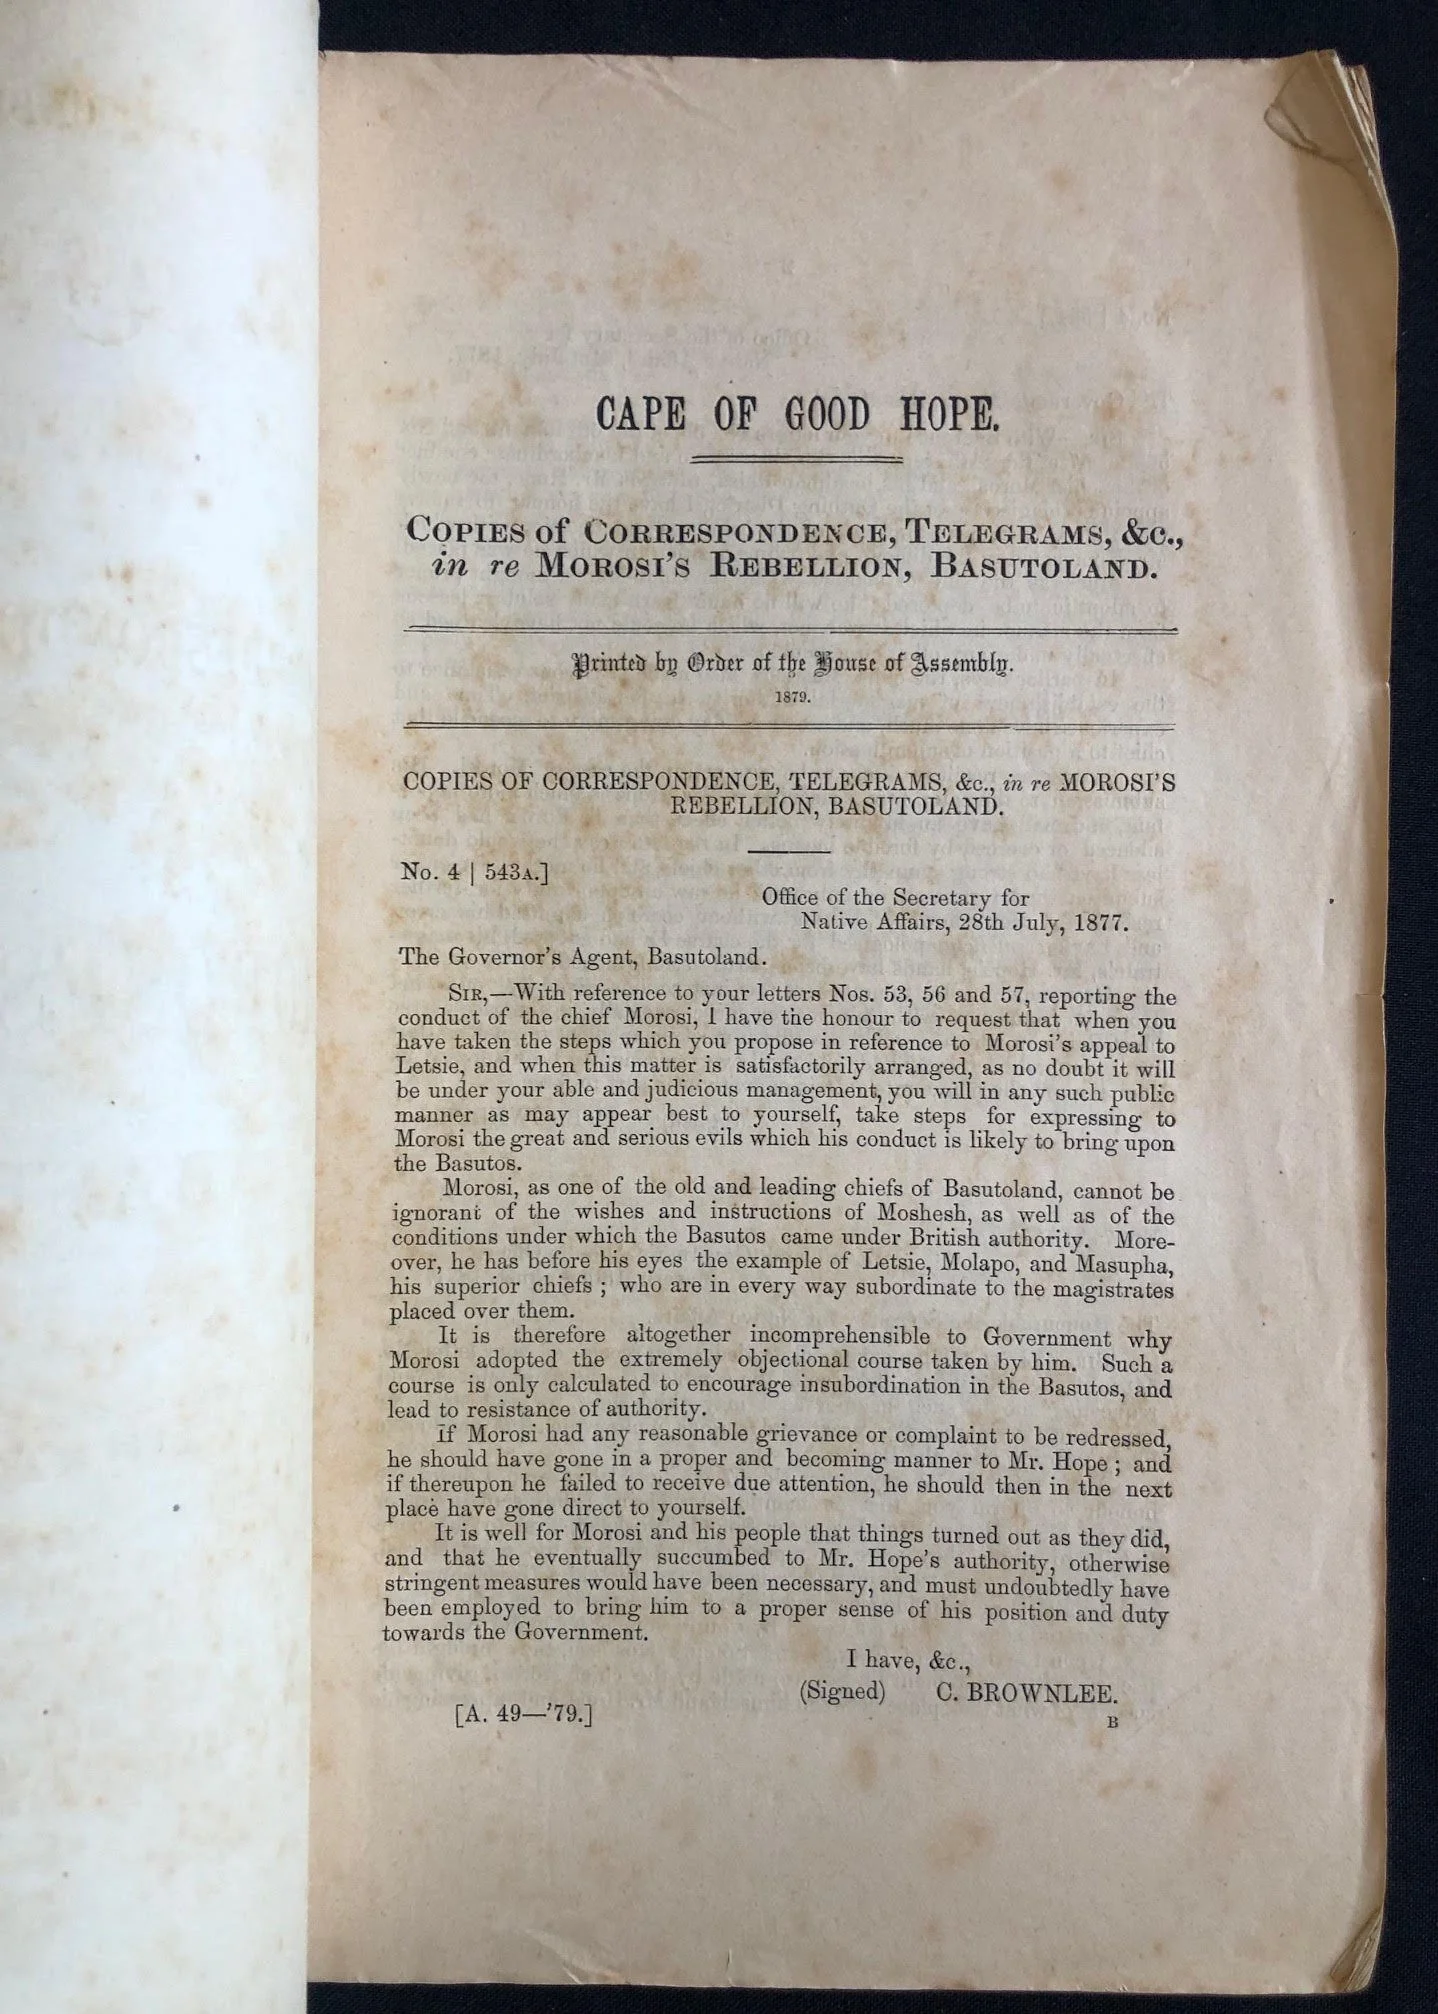 CAPE OF GOOD HOPE.
COPIES of CORRESPONDENCE, TELEGRAMS, &c.,
in re MOROSI'S REBELLION, BASUTOLAND.
Printed by Order of the House of Assembly.
1879.
COPIES OF CORRESPONDENCE, TELEGRAMS, &c., in re MOROSI'S
REBELLION, BASUTOLAND.
No. 4 | 543A.]
Office of the Secretary for
Native Affairs, 28th July, 1877.
The Governor's Agent, Basutoland.
SIR,—With reference to your letters Nos. 53, 56 and 57, reporting the
conduct of the chief Morosi, I have the honour to request that when you
have taken the steps which you propose in reference to Morosi's appeal to
Letsie, and when this matter is satisfactorily arranged, as no doubt it will
be under your able and judicious management, you will in any such public
manner as may appear best to yourself, take steps for expressing to
Morosi the great and serious evils which his conduct is likely to bring upon
the Basutos.
Morosi, as one of the old and leading chiefs of Basutoland, cannot be
ignorant of the wishes and instructions of Moshesh, as well as of the
conditions under which the Basutos came under British authority. More-
over, he has before his eyes the example of Letsie, Molapo, and Masupha,
his superior chiefs ; who are in every way subordinate to the magistrates
placed over them.
It is therefore altogether incomprehensible to Government why
Morosi adopted the extremely objectional course taken by him. Such a
course is only calculated to encourage insubordination in the Basutos, and
lead to resistance of authority.
If Morosi had any reasonable grievance or complaint to be redressed,
he should have gone in a proper and becoming manner to Mr. Hope ; and
if thereupon he failed to receive due attention, he should then in the next
place have gone direct to yourself.
It is well for Morosi and his people that things turned out as they did,
and that he eventually succumbed to Mr. Hope's authority, otherwise
stringent measures would have been necessary, and must undoubtedly have
been employed to bring him to a proper sense of his position and duty
towards the Government.
I have, &c.,
(Signed) C. BROWNLEE.
[A. 49—'79.]
B